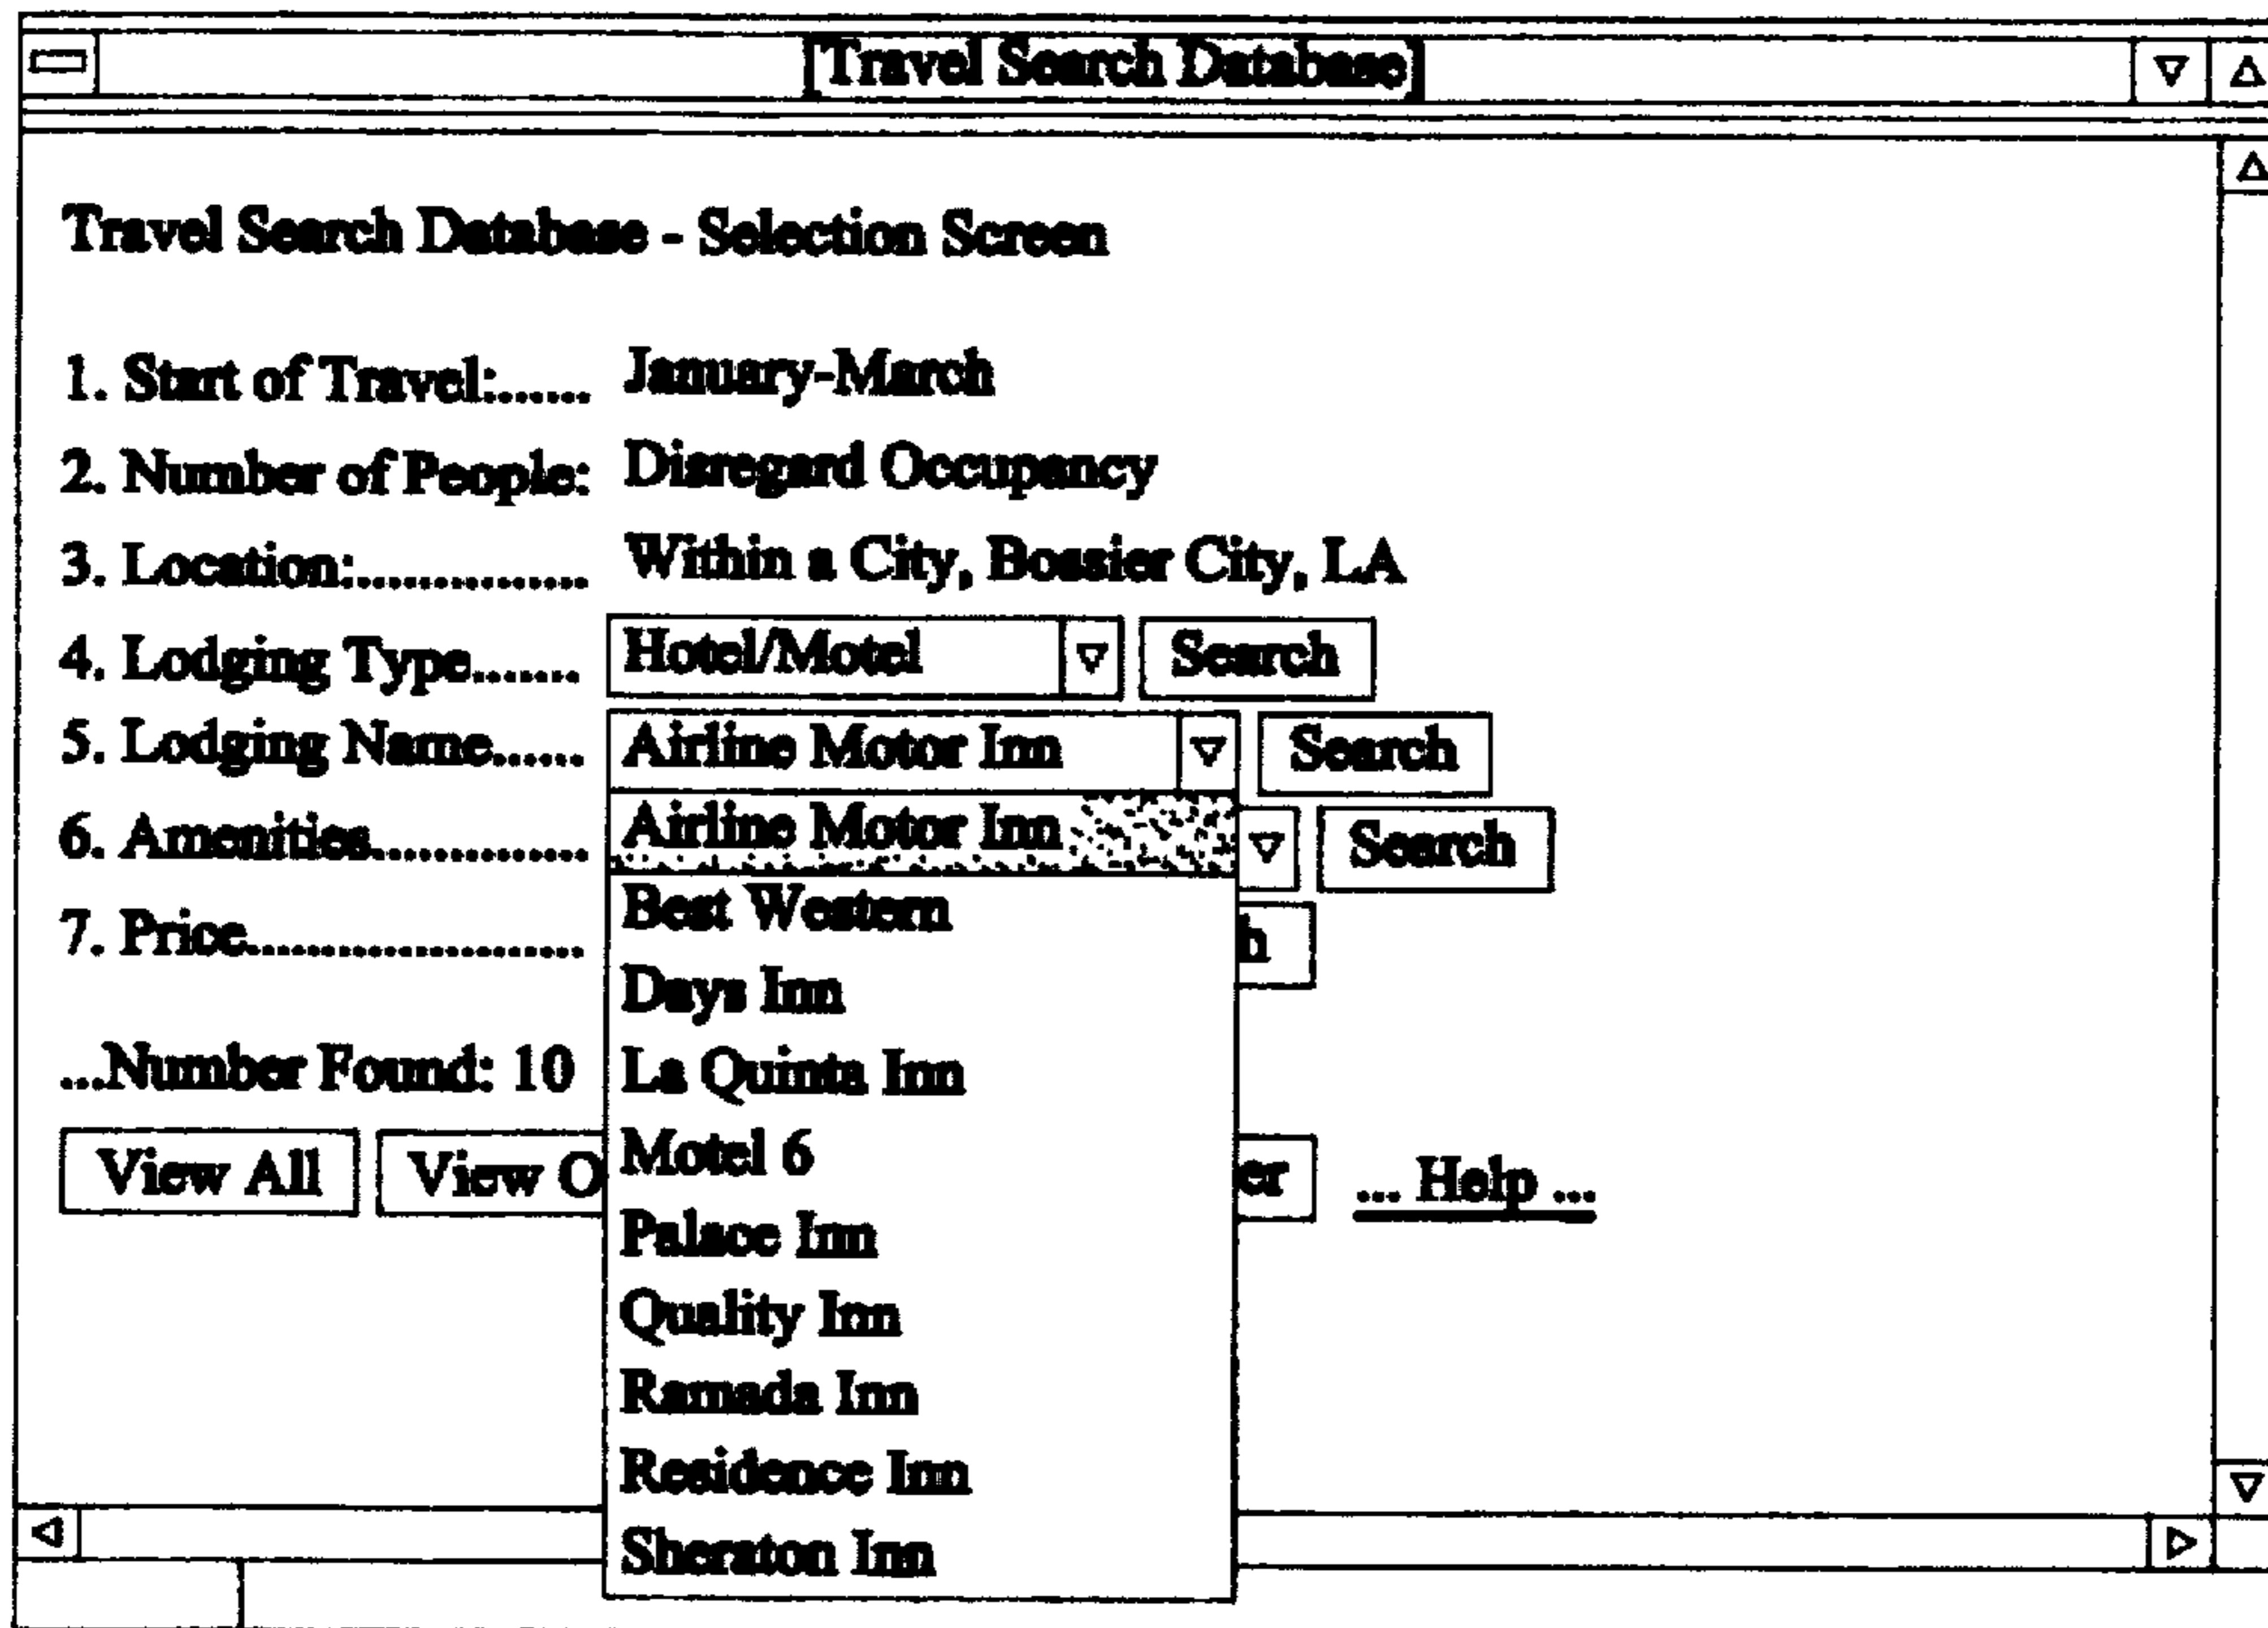 Travel Search Database
Travel Search Database - Selection Screen
1. Start of Travel:....... January-March
2. Number of People: Disregard Occupancy
3. Location:............... Within a City, Bossier City, LA
4. Lodging Type....... Hotel/Motel Search
5. Lodging Name...... Airline Motor Inn Search
6. Amenities.............. Airline Motor Inn Search
Best Western
7. Price...................... h
Days Inn
...Number Found: 10 La Quinta Inn
View All View O Motel 6 er ... Help ...
Palace Inn
Quality Inn
Ramada Inn
Residence Inn
Sheraton Inn